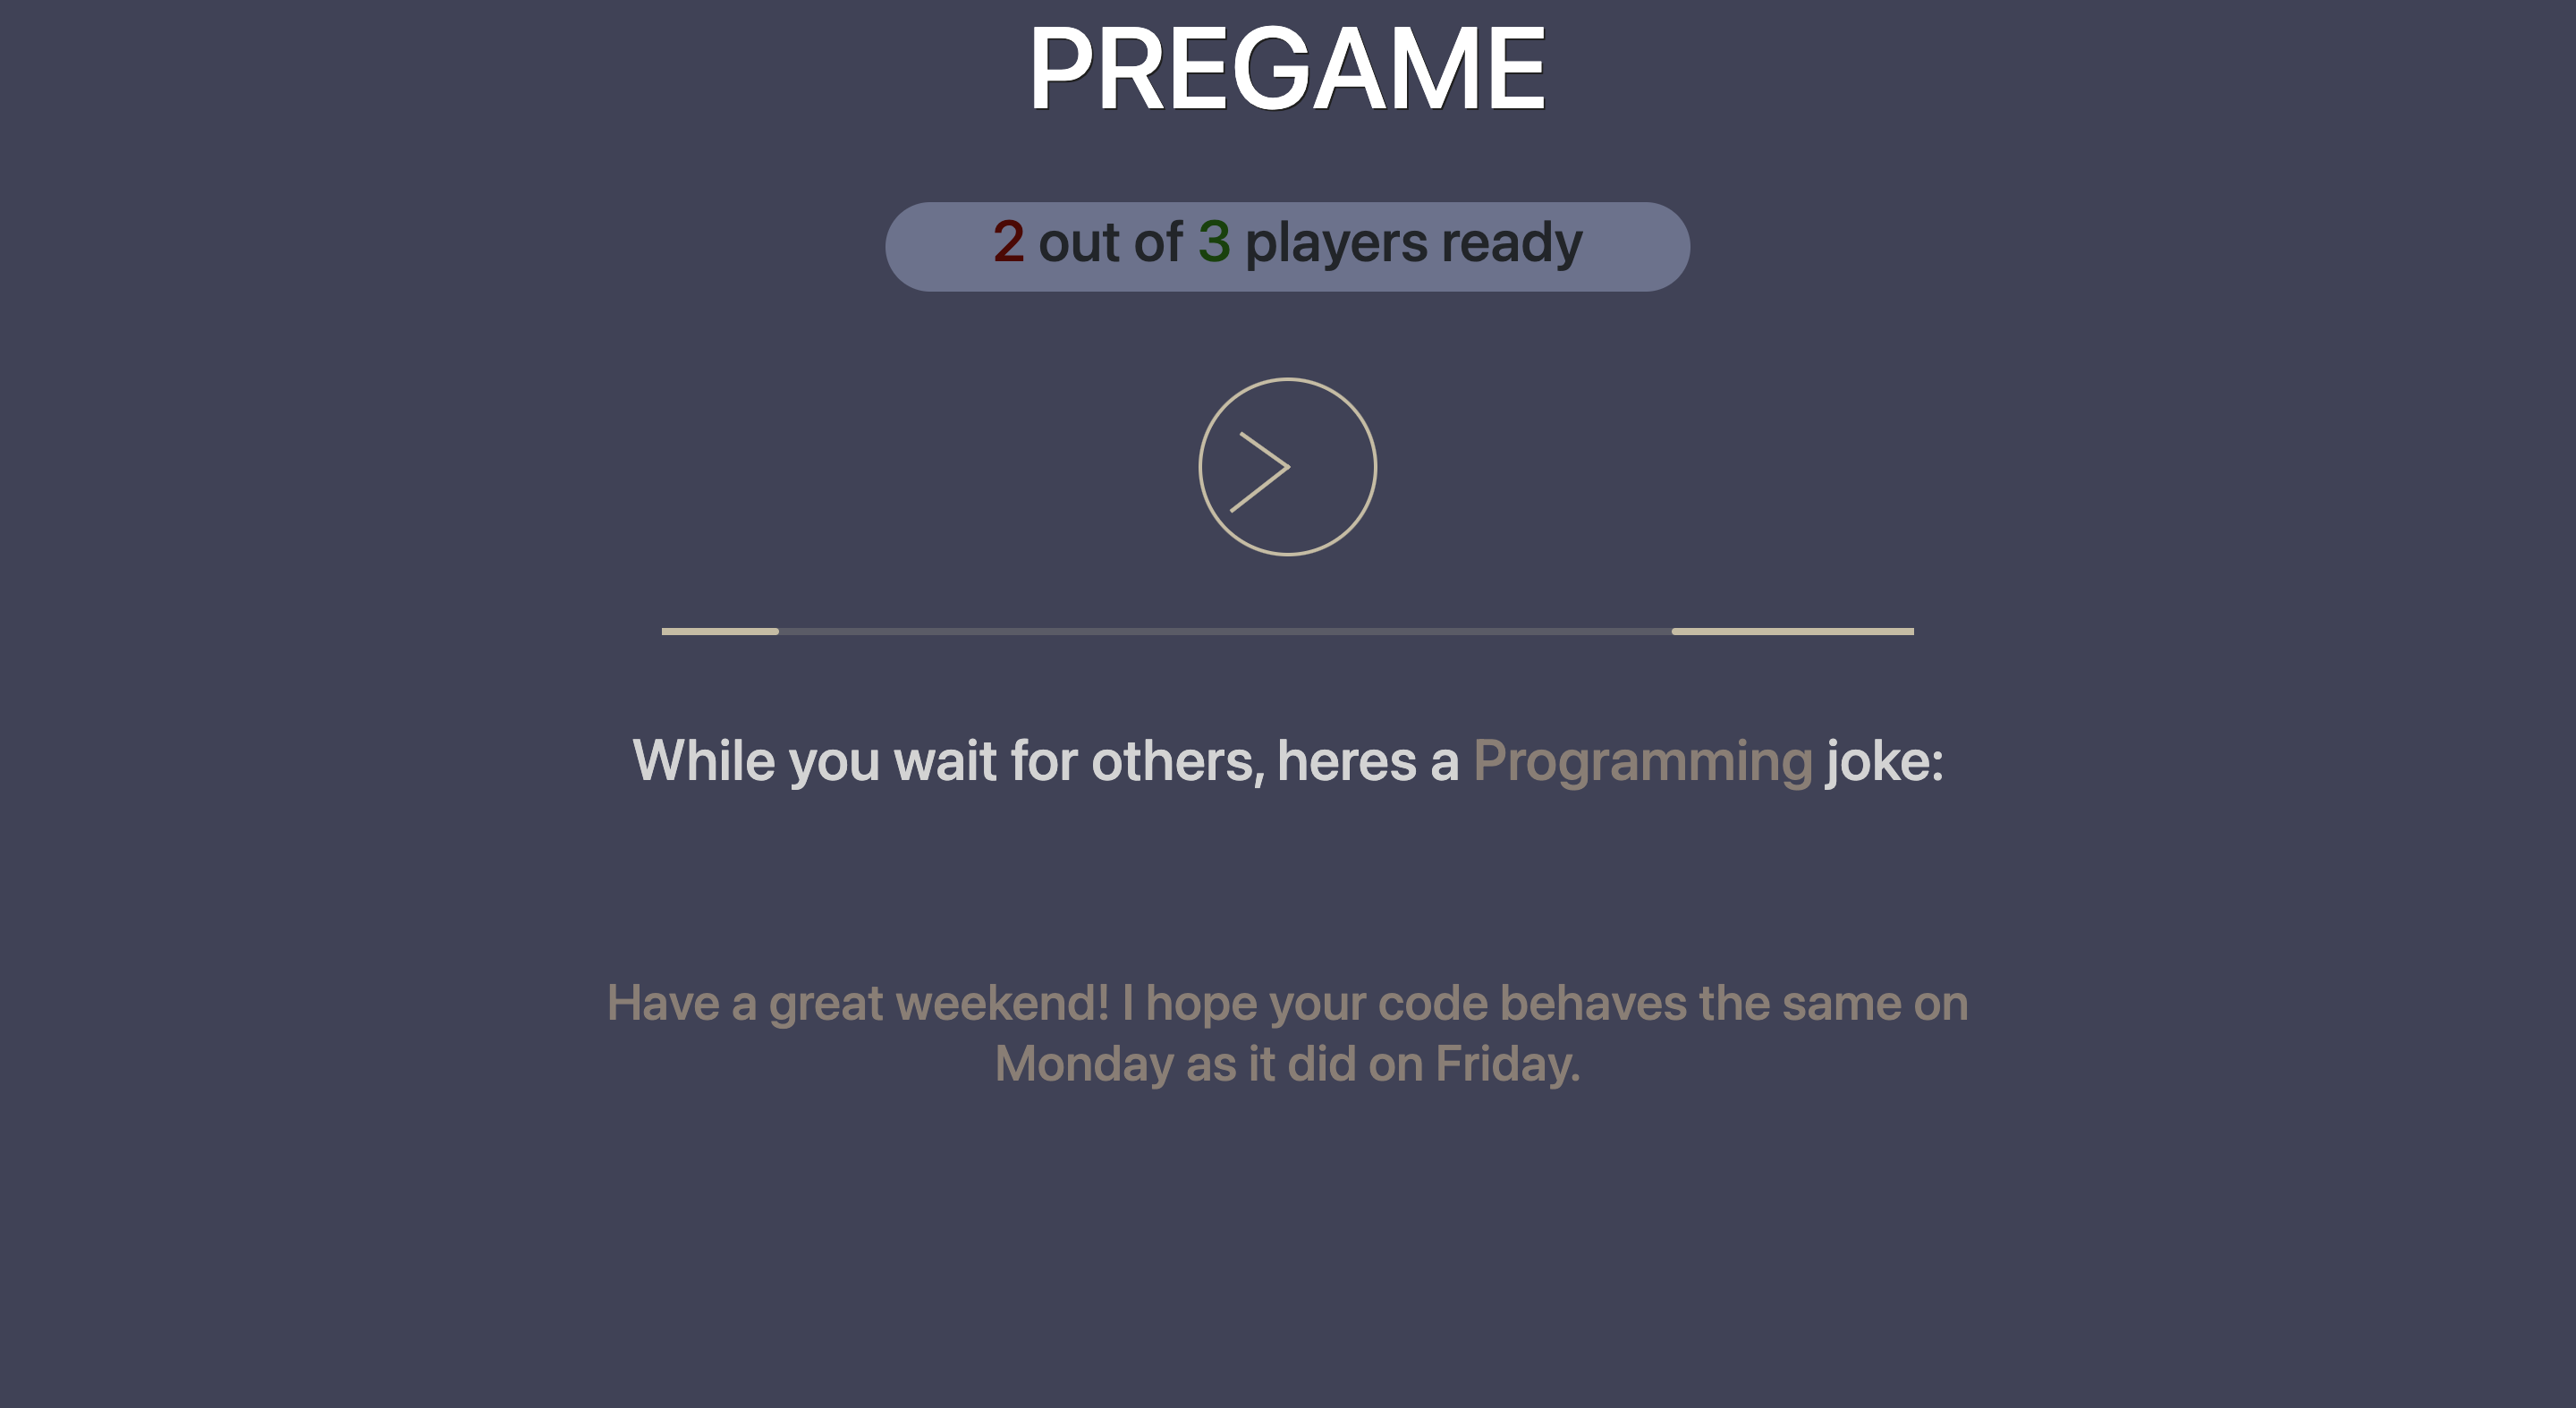 PREGAME
2 out of 3 players ready
While you wait for others, heres a Programming joke:
Have a great weekend! I hope your code behaves the same on
Monday as it did on Friday.